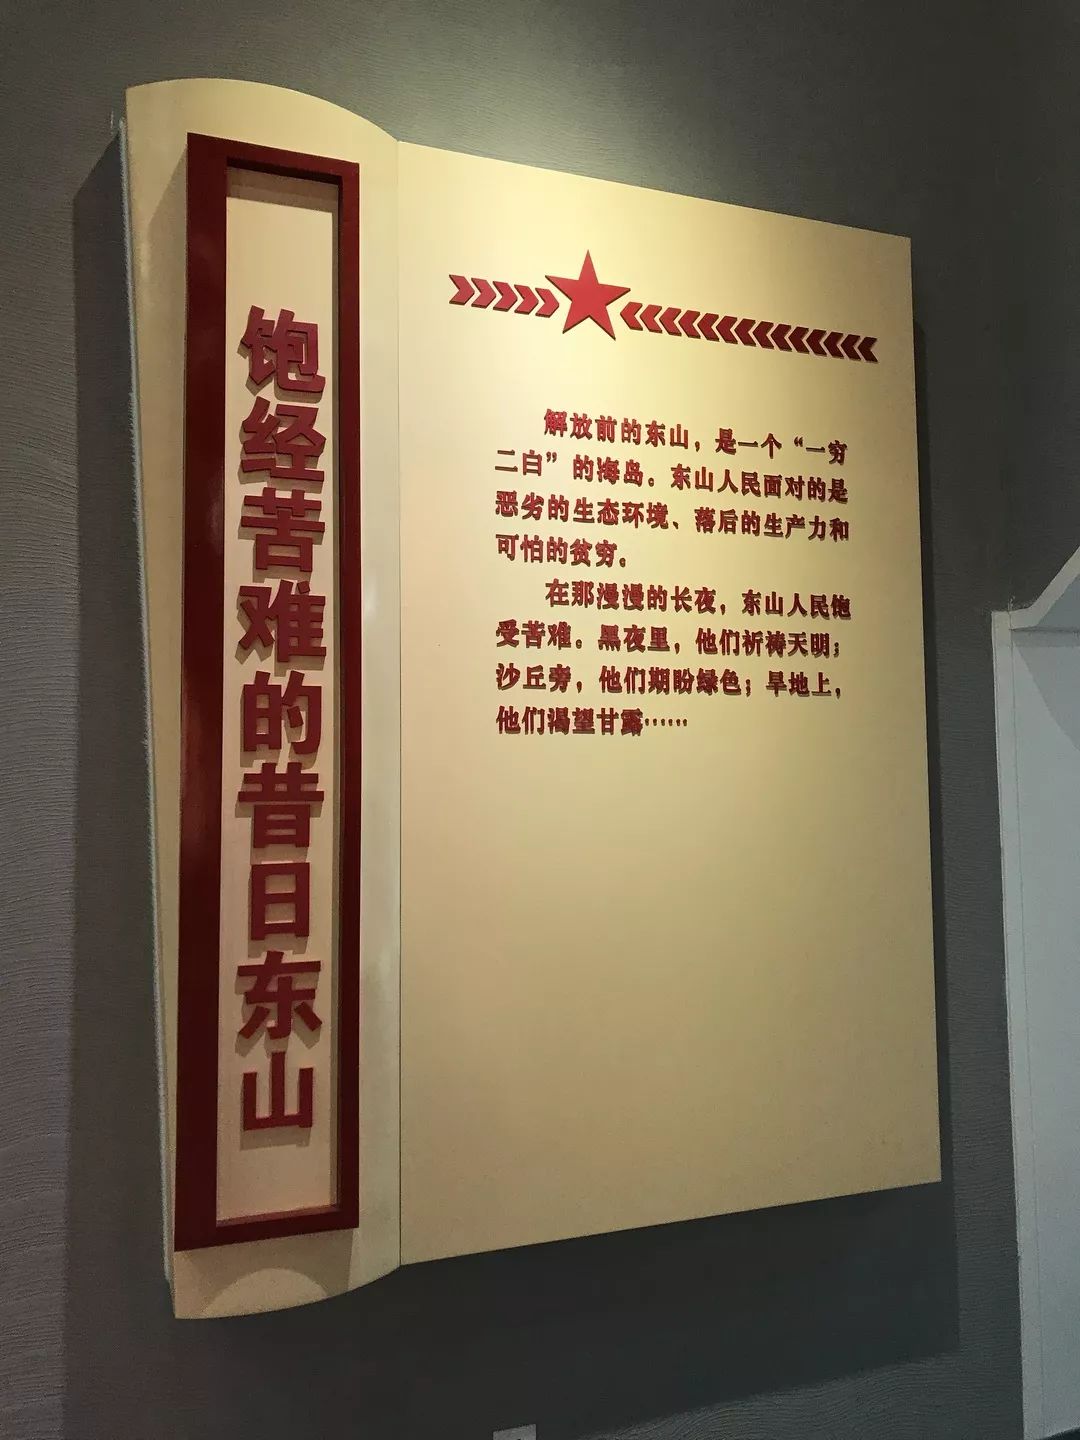 饱经苦难的昔日东山
解放前的东山，是一个“一穷
二白”的海岛。东山人民面对的是
恶劣的生态环境、落后的生产力和
可怕的贫穷。
在那漫漫的长夜，东山人民饱
受苦难。黑夜里，他们祈祷天明；
沙丘旁，他们期盼绿色；旱地上，
他们渴望甘露……